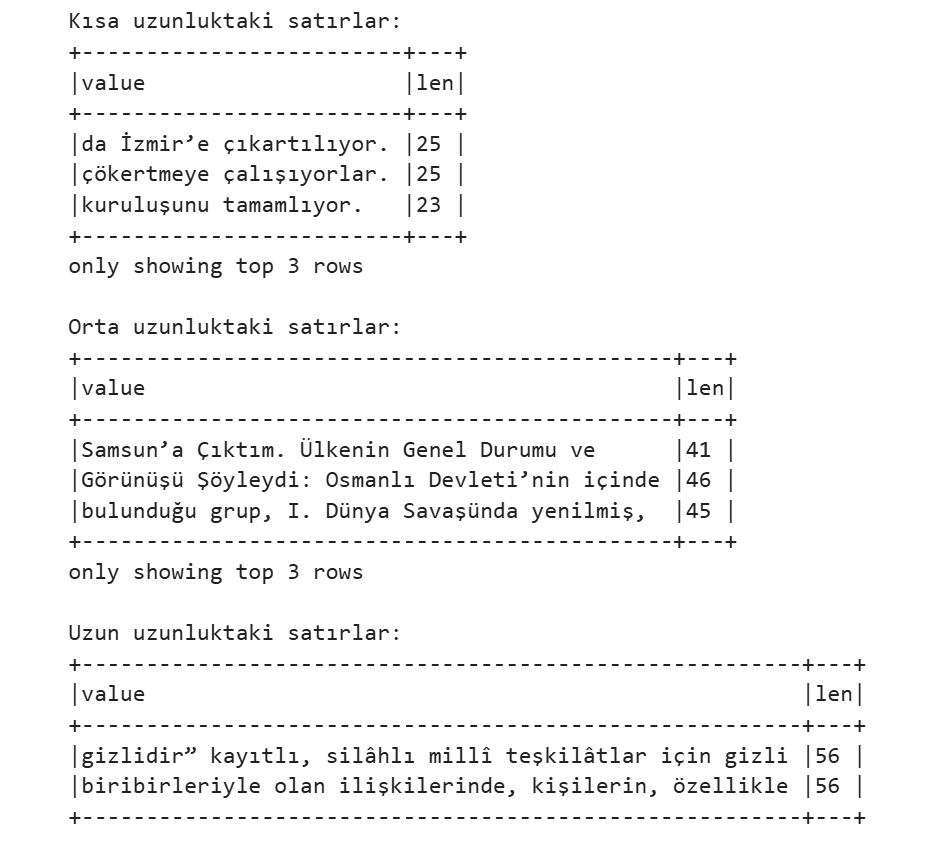 Kısa uzunluktaki satırlar:
+-------------------------+---+
|value                    |len|
+-------------------------+---+
|da İzmir’e çıkartılıyor. |25 |
|çökertmeye çalışıyorlar. |25 |
|kuruluşunu tamamlıyor.   |23 |
+-------------------------+---+
only showing top 3 rows

Orta uzunluktaki satırlar:
+----------------------------------------------+---+
|value                                         |len|
+----------------------------------------------+---+
|Samsun’a Çıktım. Ülkenin Genel Durumu ve      |41 |
|Görünüşü Şöyleydi: Osmanlı Devleti’nin içinde |46 |
|bulunduğu grup, I. Dünya Savaşünda yenilmiş,  |45 |
+----------------------------------------------+---+
only showing top 3 rows

Uzun uzunluktaki satırlar:
+--------------------------------------------------------+---+
|value                                                   |len|
+--------------------------------------------------------+---+
|gizlidir” kayıtlı, silâhlı millî teşkilâtlar için gizli |56 |
|biribirleriyle olan ilişkilerinde, kişilerin, özellikle |56 |
+--------------------------------------------------------+---+